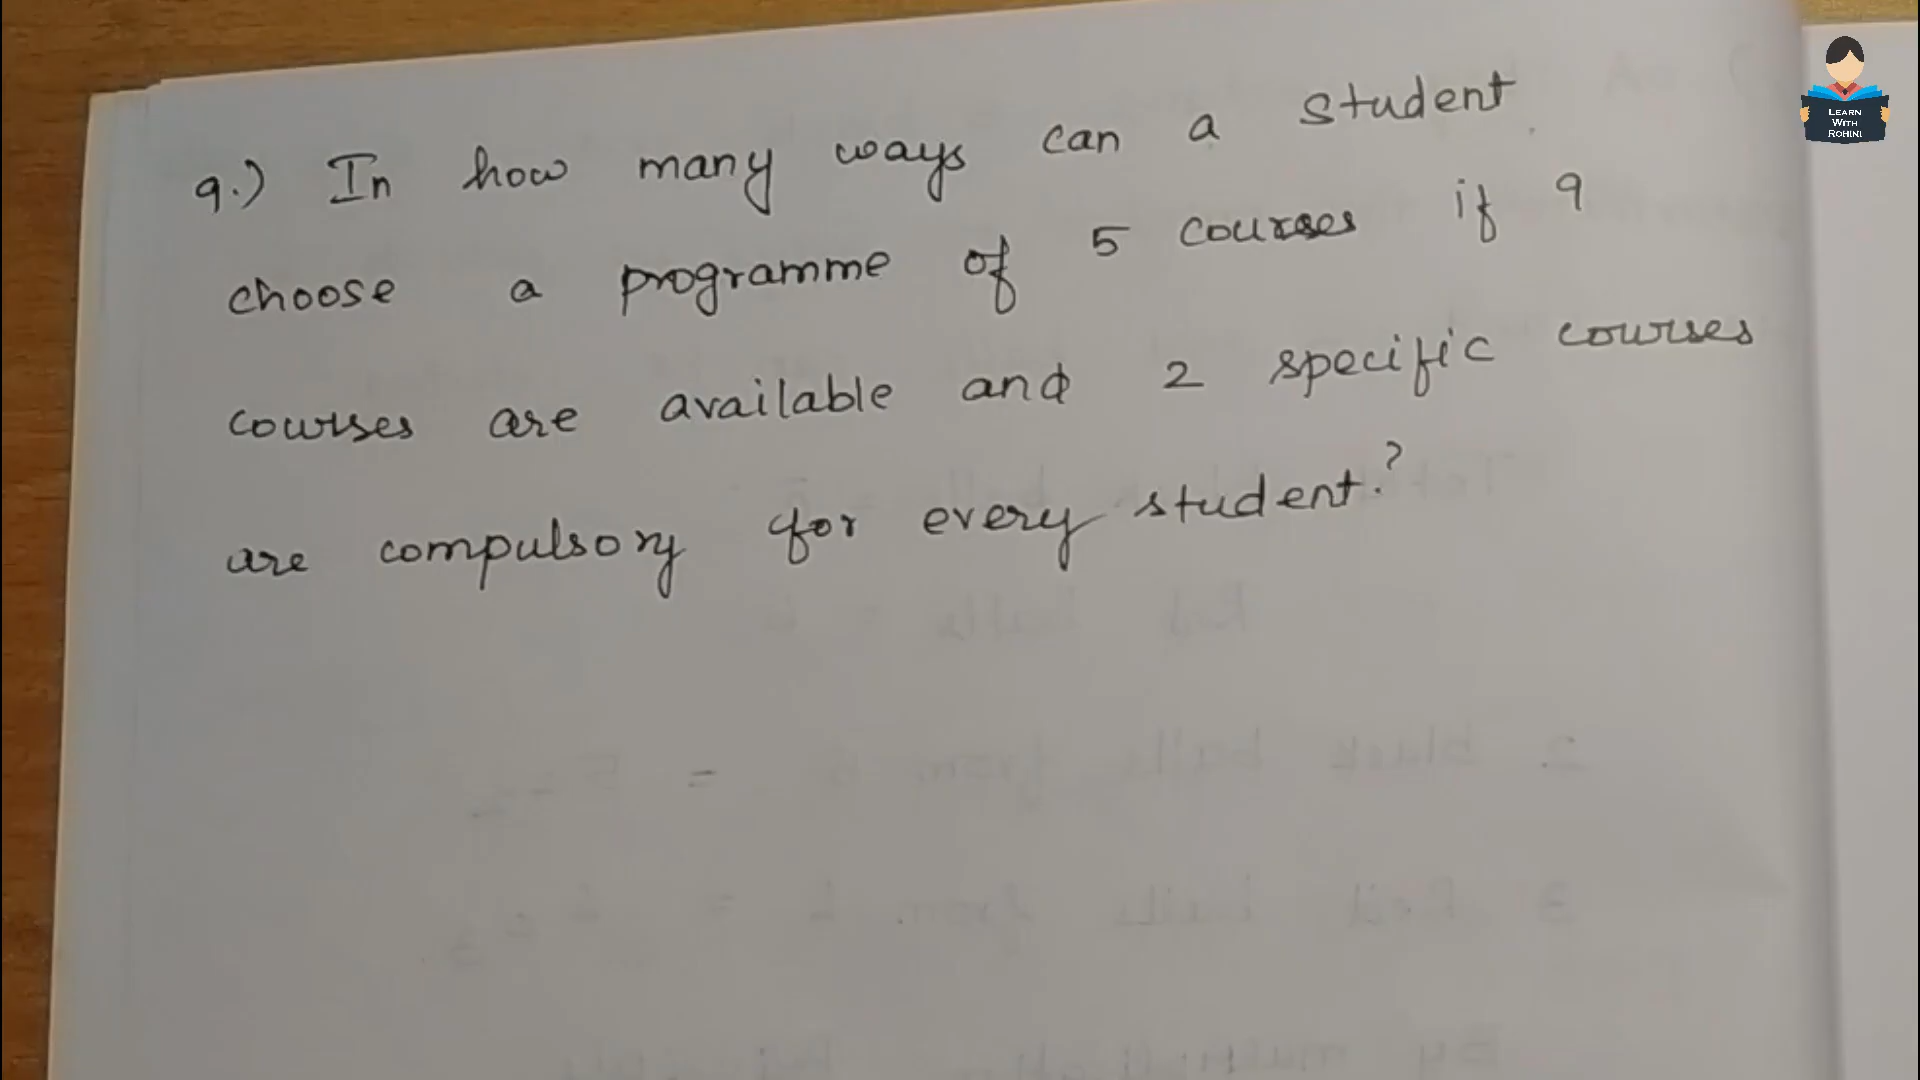 9.) In how many ways can a student
choose a programme of 5 courses if 9
courses are available and 2 specific courses
are compulsory for every student?
LEARN
WITH
ROHINI